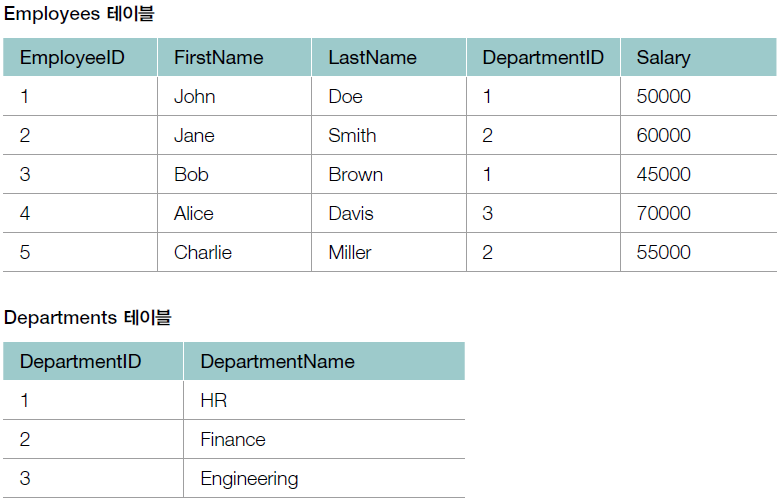 Employees 테이블
EmployeeID FirstName LastName DepartmentID Salary
1 John Doe 1 50000
2 Jane Smith 2 60000
3 Bob Brown 1 45000
4 Alice Davis 3 70000
5 Charlie Miller 2 55000
Departments 테이블
DepartmentID DepartmentName
1 HR
2 Finance
3 Engineering